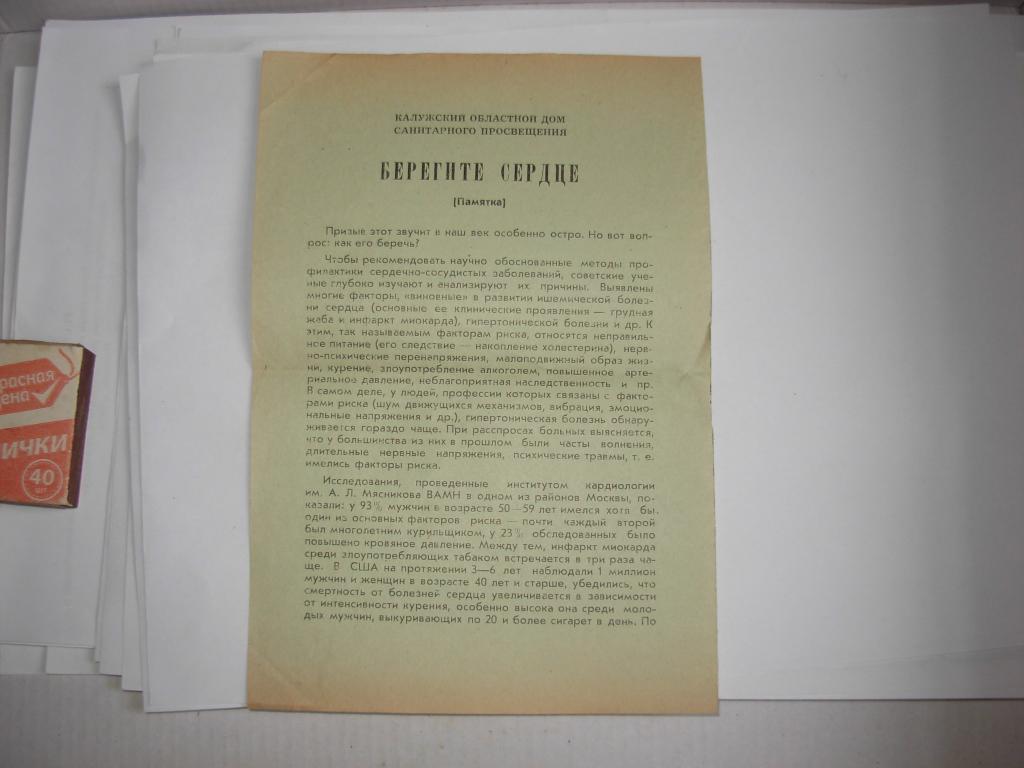 КАЛУЖСКИЙ ОБЛАСТНОЙ ДОМ
САНИТАРНОГО ПРОСВЕЩЕНИЯ
БЕРЕГИТЕ СЕРДЦЕ
[Памятка]
Призыв этот звучит в наш век особенно остро. Но вот воп-
рос: как его беречь?
Чтобы рекомендовать научно обоснованные методы про-
филактики сердечно-сосудистых заболеваний, советские уче-
ные глубоко изучают и анализируют их причины. Выявлены
многие факторы, «виновные» в развитии ишемической болез-
ни сердца (основные ее клинические проявления — грудная
жаба и инфаркт миокарда), гипертонической болезни и др. К
этим, так называемым факторам риска, относятся неправиль-
ное питание (его следствие — накопление холестерина), нерв-
но-психические перенапряжения, малоподвижный образ жиз-
ни, курение, злоупотребление алкоголем, повышенное арте-
риальное давление, неблагоприятная наследственность и пр.
В самом деле, у людей, профессии которых связаны с факто-
рами риска (шум движущихся механизмов, вибрация, эмоцио-
нальные напряжения и др.), гипертоническая болезнь обнару-
живается гораздо чаще. При расспросах больных выясняется,
что у большинства из них в прошлом были часты волнения,
длительные нервные напряжения, психические травмы, т. е.
имелись факторы риска.
Исследования, проведенные институтом кардиологии
им. А. Л. Мясникова ВАМН в одном из районов Москвы, по-
казали: у 93% мужчин в возрасте 50—59 лет имелся хотя бы
один из основных факторов риска — почти каждый второй
был многолетним курильщиком, у 23% обследованных было
повышено кровяное давление. Между тем, инфаркт миокарда
среди злоупотребляющих табаком встречается в три раза ча-
ще. В США на протяжении 3—6 лет наблюдали 1 миллион
мужчин и женщин в возрасте 40 лет и старше, убедились, что
смертность от болезней сердца увеличивается в зависимости
от интенсивности курения, особенно высока она среди моло-
дых мужчин, выкуривающих по 20 и более сигарет в день. По
расная
ена
ИЧКИ
40
шт